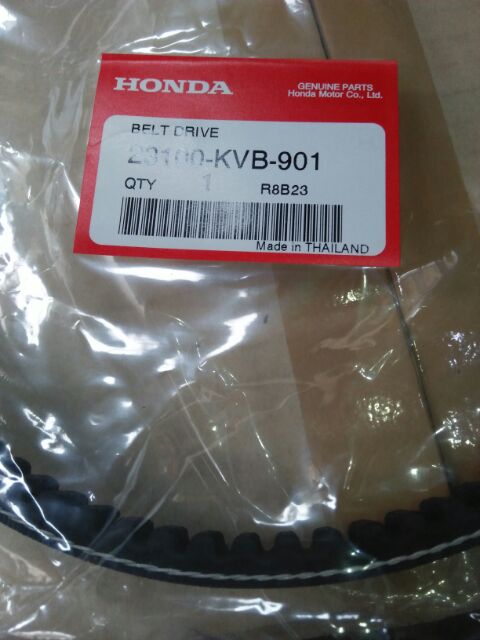 HONDA
GENUINE PARTS
Honda Motor Co., Ltd.
BELT DRIVE
23100-KVB-901
QTY 1 R8B23
Made in THAILAND